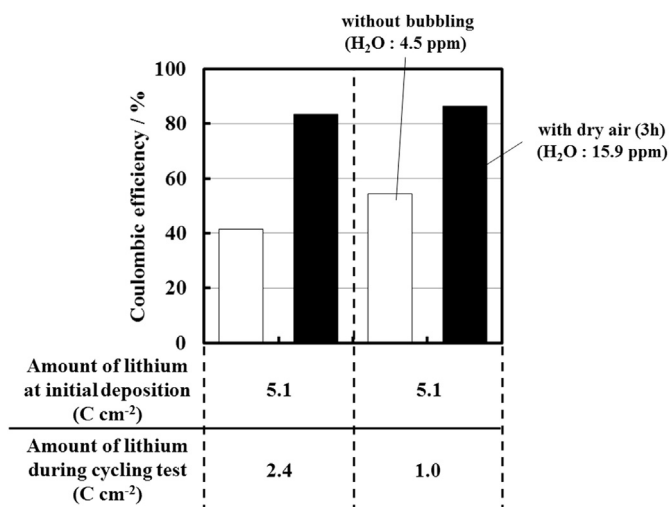 without bubbling
(H₂O : 4.5 ppm)
100
80
60
40
20
0
Coulombic efficiency / %
with dry air (3h)
(H₂O : 15.9 ppm)
Amount of lithium
at initial deposition
(C cm⁻²)
5.1
5.1
Amount of lithium
during cycling test
(C cm⁻²)
2.4
1.0